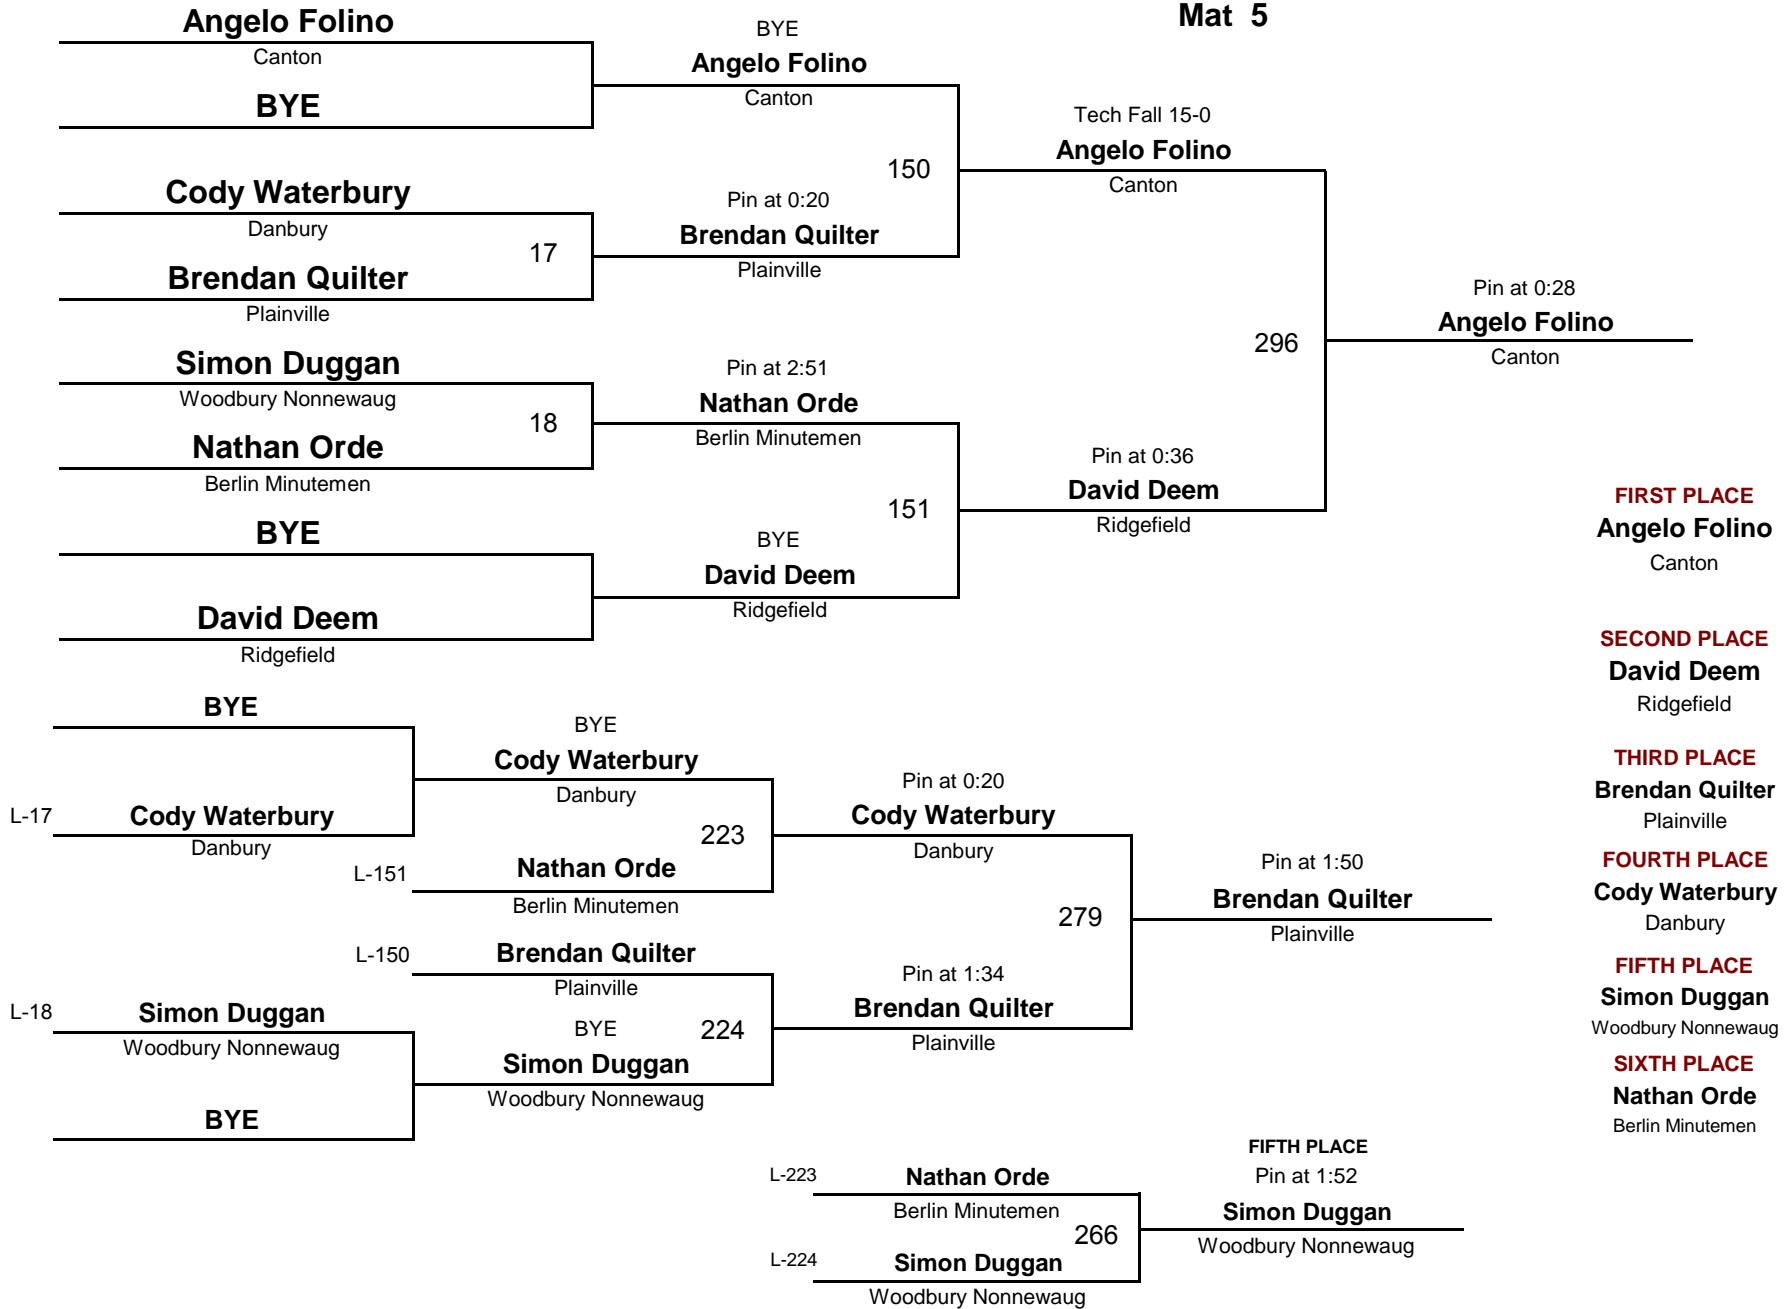 Mat  5
Angelo Folino
Canton
BYE
Cody Waterbury
Danbury
17
Brendan Quilter
Plainville
Simon Duggan
Woodbury Nonnewaug
18
Nathan Orde
Berlin Minutemen
BYE
David Deem
Ridgefield
BYE
Angelo Folino
Canton
150
Pin at 0:20
Brendan Quilter
Plainville
Pin at 2:51
Nathan Orde
Berlin Minutemen
151
BYE
David Deem
Ridgefield
Tech Fall 15-0
Angelo Folino
Canton
296
Pin at 0:36
David Deem
Ridgefield
Pin at 0:28
Angelo Folino
Canton
BYE
L-17
Cody Waterbury
Danbury
L-18
Simon Duggan
Woodbury Nonnewaug
BYE
BYE
Cody Waterbury
Danbury
223
L-151
Nathan Orde
Berlin Minutemen
L-150
Brendan Quilter
Plainville
BYE
224
Simon Duggan
Woodbury Nonnewaug
Pin at 0:20
Cody Waterbury
Danbury
279
Pin at 1:34
Brendan Quilter
Plainville
Pin at 1:50
Brendan Quilter
Plainville
L-223
Nathan Orde
Berlin Minutemen
266
L-224
Simon Duggan
Woodbury Nonnewaug
FIFTH PLACE
Pin at 1:52
Simon Duggan
Woodbury Nonnewaug
FIRST PLACE
Angelo Folino
Canton
SECOND PLACE
David Deem
Ridgefield
THIRD PLACE
Brendan Quilter
Plainville
FOURTH PLACE
Cody Waterbury
Danbury
FIFTH PLACE
Simon Duggan
Woodbury Nonnewaug
SIXTH PLACE
Nathan Orde
Berlin Minutemen